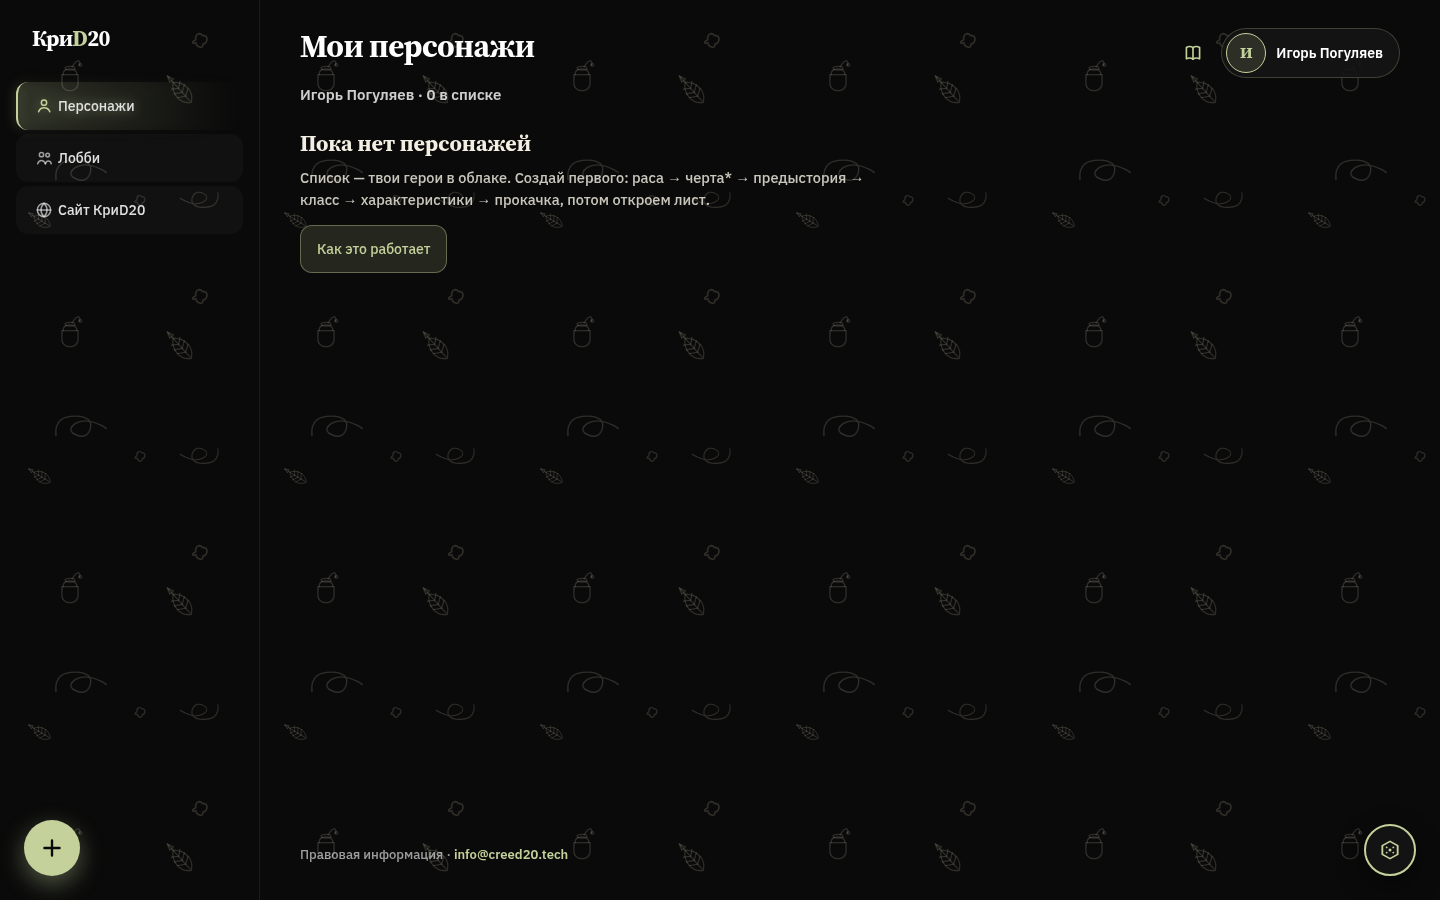 КриD20
Персонажи
Лобби
Сайт КриD20
Мои персонажи
Игорь Погуляев · 0 в списке
И
Игорь Погуляев
Пока нет персонажей
Список — твои герои в облаке. Создай первого: раса → черта* → предыстория →
класс → характеристики → прокачка, потом откроем лист.
Как это работает
Правовая информация · info@creed20.tech